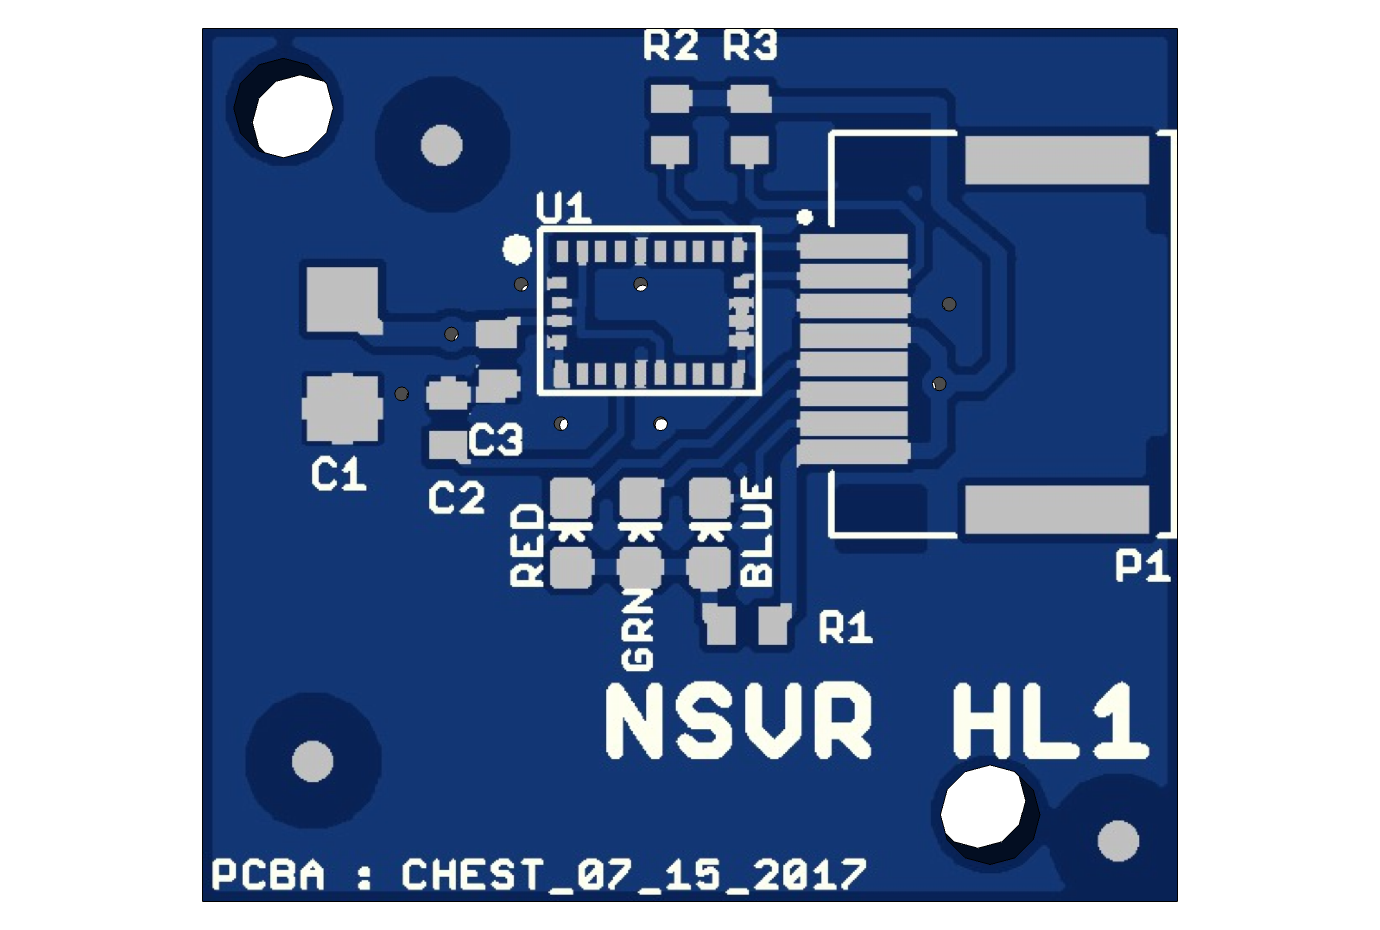 R2 R3
U1
C3
C1
C2
RED
BLUE
P1
GRN
R1
NSVR HL1
PCBA : CHEST_07_15_2017